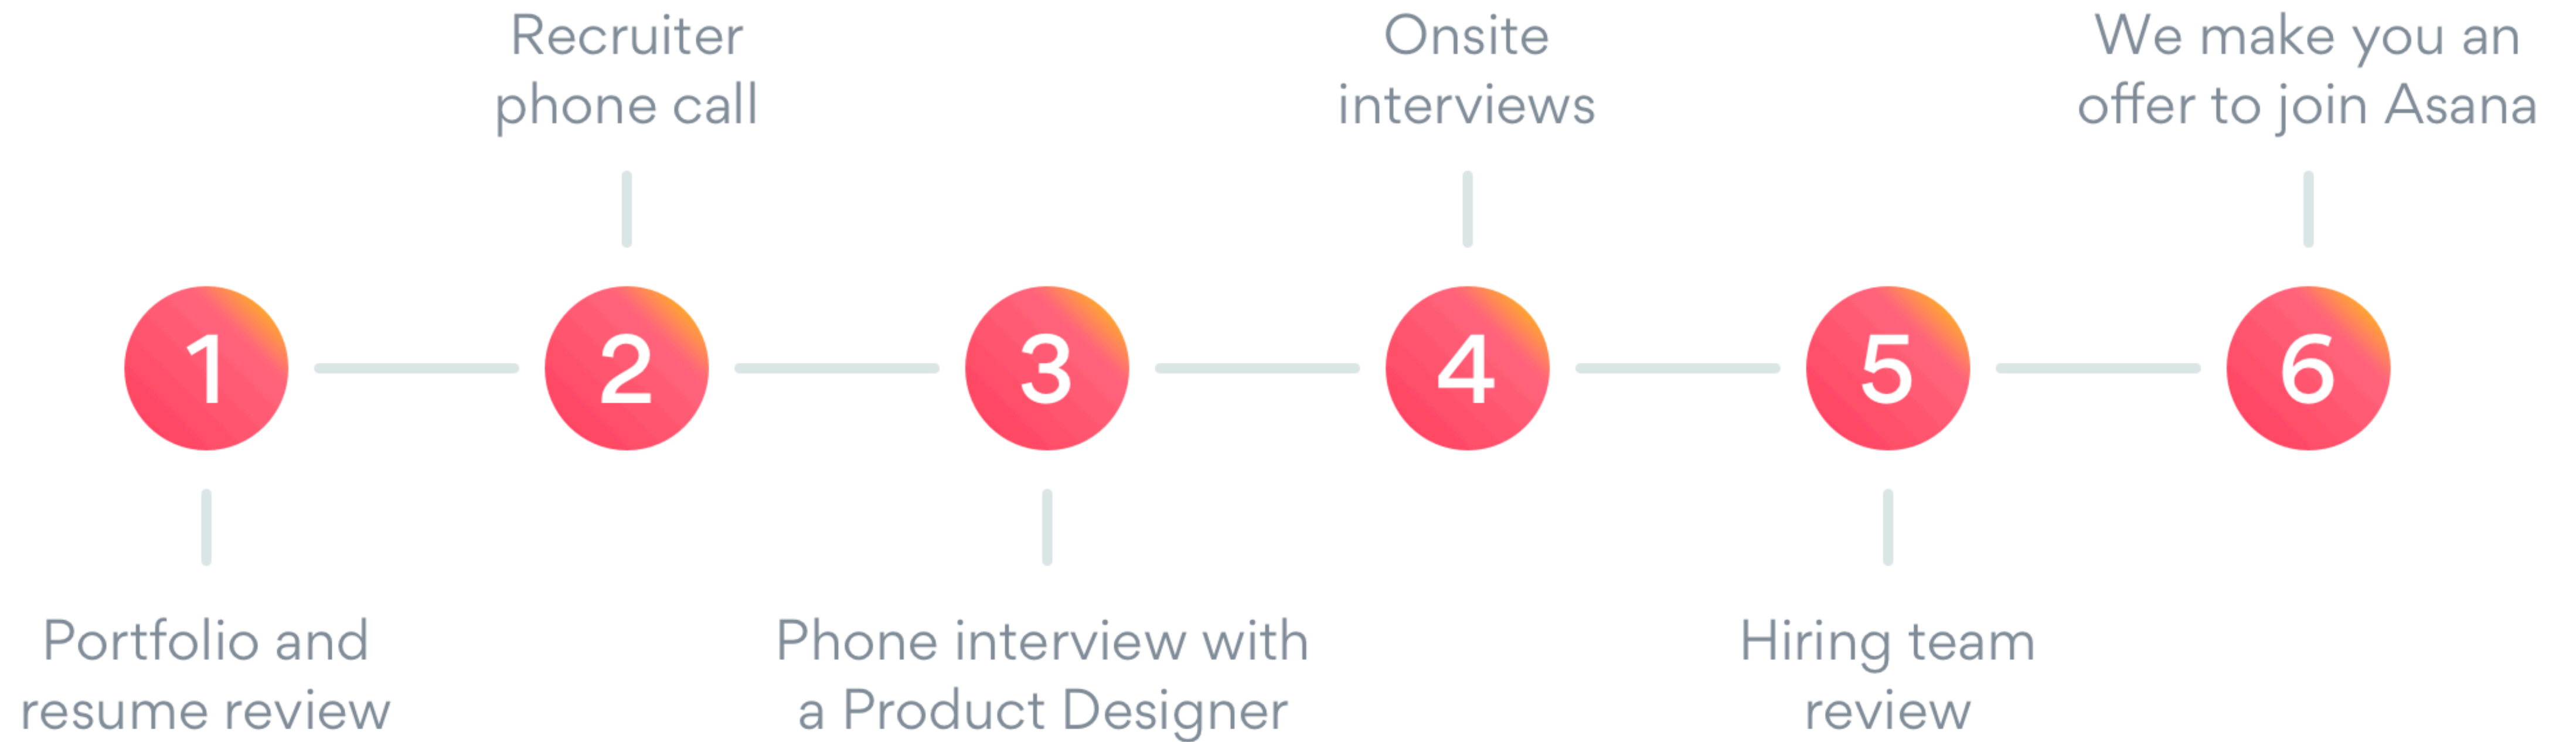 1
Portfolio and
resume review
2
Recruiter
phone call
3
Phone interview with
a Product Designer
4
Onsite
interviews
5
Hiring team
review
6
We make you an
offer to join Asana